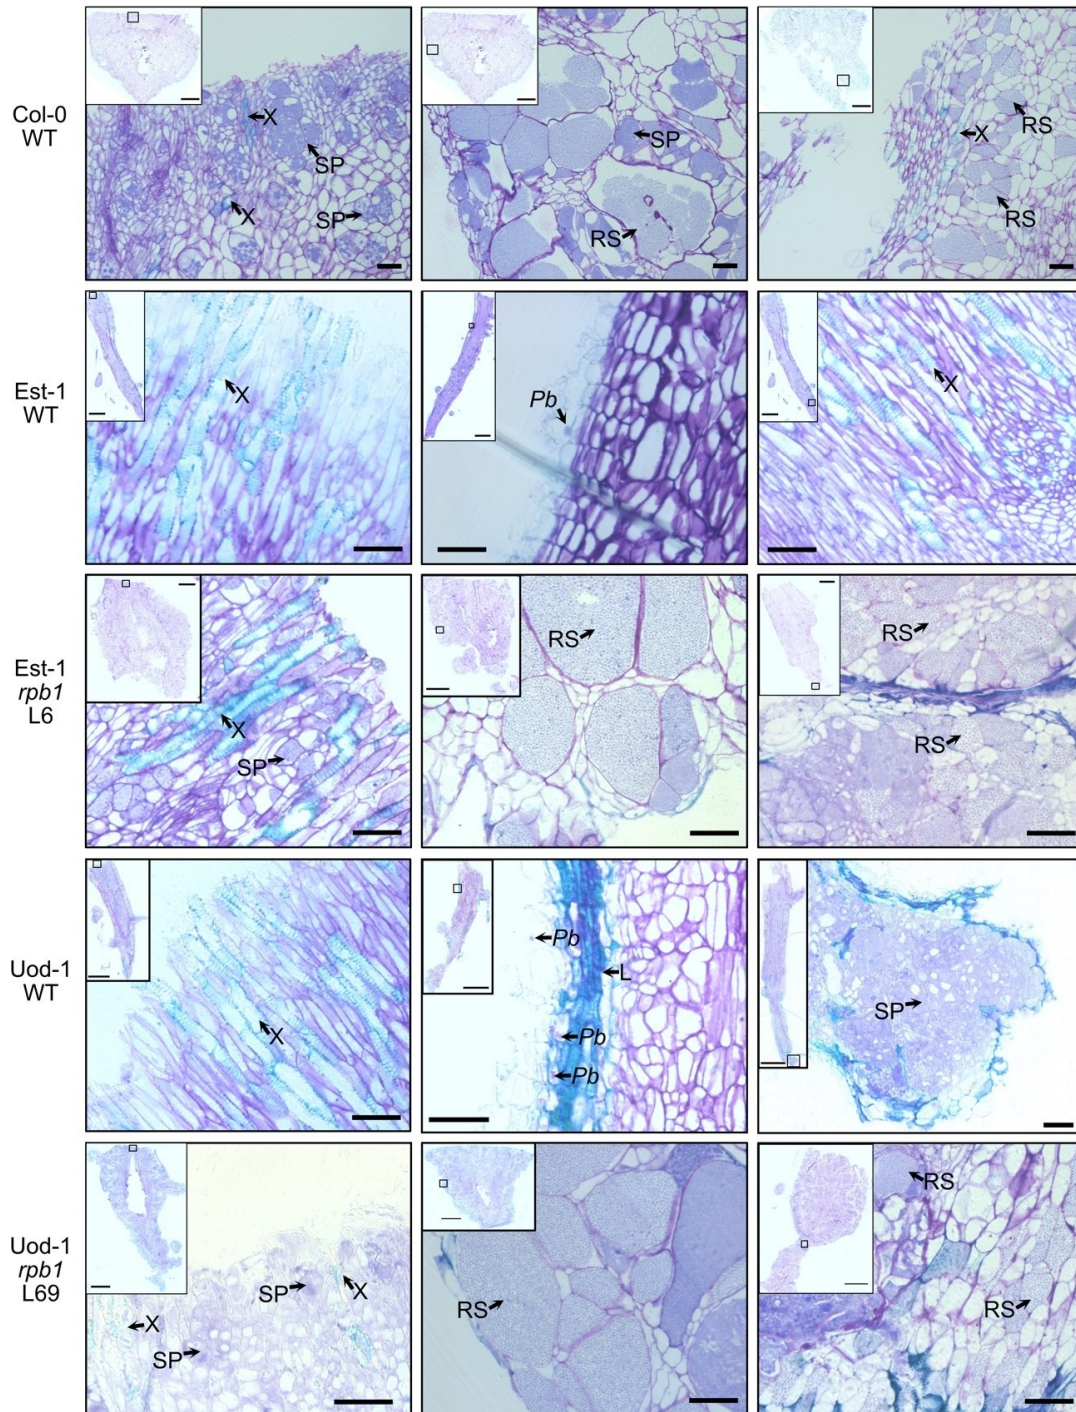 Col-0
WT
X
SP
SP
X
SP
RS
X
RS
RS
Est-1
WT
X
Pb
X
Est-1
rpb1
L6
X
SP
RS
RS
RS
Uod-1
WT
X
Pb
L
Pb
Pb
SP
Uod-1
rpb1
L69
SP
X
X
SP
RS
RS
RS